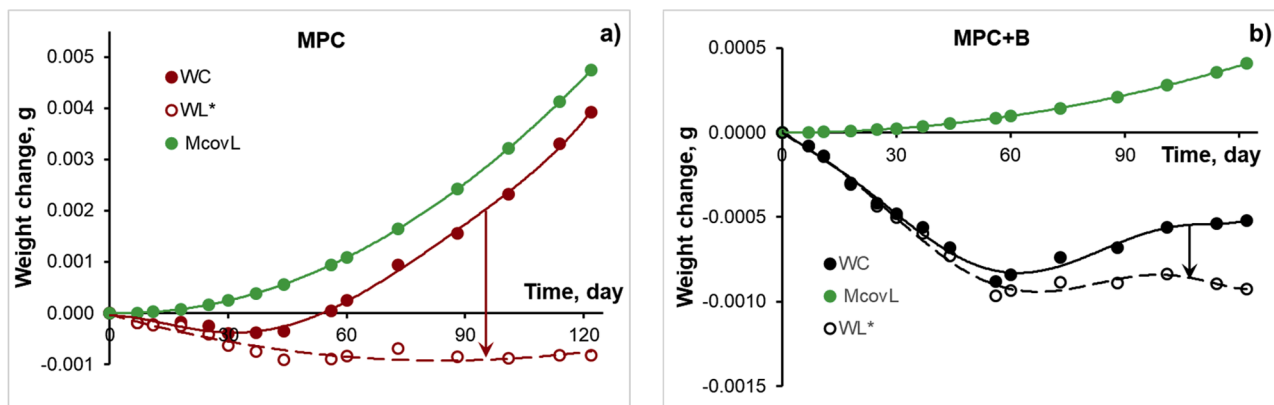 MPC
a)
Weight change, g
0.005
0.004
0.003
0.002
0.001
0.000
-0.001
WC
WL*
McovL
Time, day
0
30
60
90
120
MPC+B
b)
Weight change, g
0.0005
0.0000
-0.0005
-0.0010
-0.0015
0
30
60
90
Time, day
WC
McovL
WL*